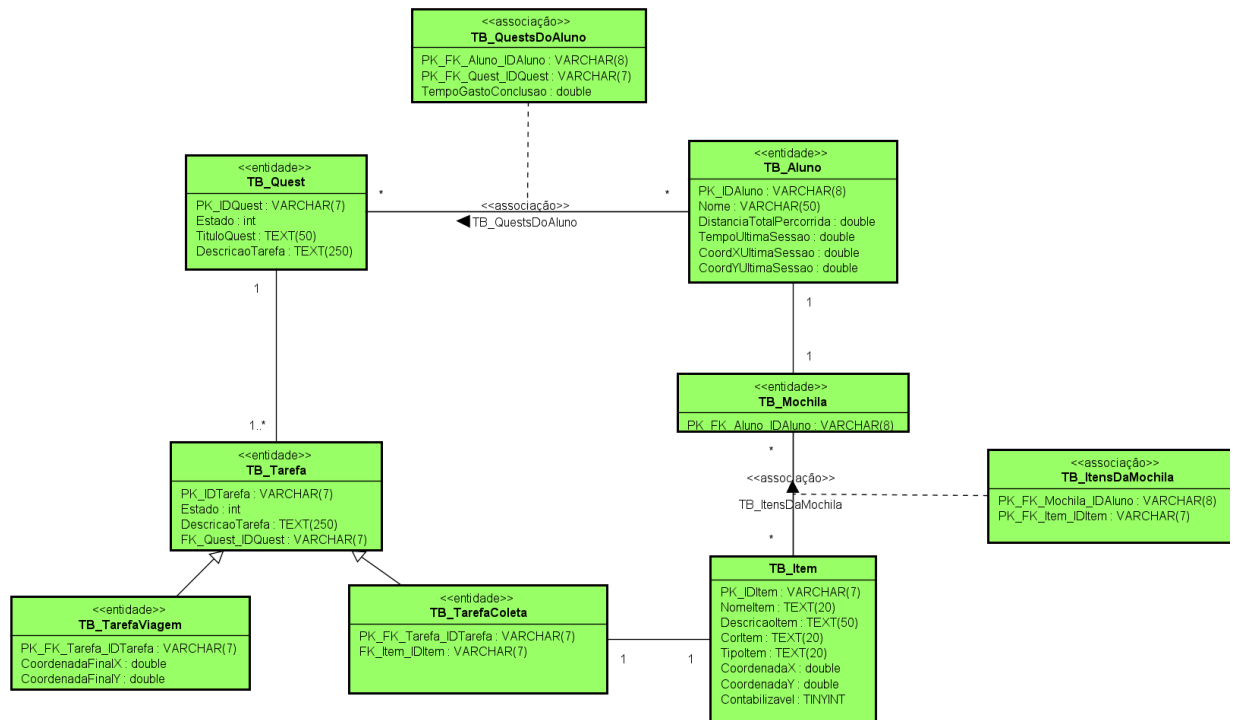 <<associação>>
TB_QuestsDoAluno
PK_FK_Aluno_IDAluno : VARCHAR(8)
PK_FK_Quest_IDQuest : VARCHAR(7)
TempoGastoConclusao : double
<<entidade>>
TB_Quest
PK_IDQuest : VARCHAR(7)
Estado : int
TituloQuest : TEXT(50)
DescricaoTarefa : TEXT(250)
*
*
<<associação>>
TB_QuestsDoAluno
<<entidade>>
TB_Aluno
PK_IDAluno : VARCHAR(8)
Nome : VARCHAR(50)
DistanciaTotalPercorrida : double
TempoUltimaSessao : double
CoordXUltimaSessao : double
CoordYUltimaSessao : double
1
1..*
1
1
<<entidade>>
TB_Mochila
PK_FK_Aluno_IDAluno : VARCHAR(8)
*
<<associação>>
TB_ItensDaMochila
*
<<associação>>
TB_ItensDaMochila
PK_FK_Mochila_IDAluno : VARCHAR(8)
PK_FK_Item_IDItem : VARCHAR(7)
<<entidade>>
TB_Tarefa
PK_IDTarefa : VARCHAR(7)
Estado : int
DescricaoTarefa : TEXT(250)
FK_Quest_IDQuest : VARCHAR(7)
<<entidade>>
TB_TarefaViagem
PK_FK_Tarefa_IDTarefa : VARCHAR(7)
CoordenadaFinalX : double
CoordenadaFinalY : double
<<entidade>>
TB_TarefaColeta
PK_FK_Tarefa_IDTarefa : VARCHAR(7)
FK_Item_IDItem : VARCHAR(7)
1
1
TB_Item
PK_IDItem : VARCHAR(7)
NomeItem : TEXT(20)
DescricaoItem : TEXT(50)
CorItem : TEXT(20)
TipoItem : TEXT(20)
CoordenadaX : double
CoordenadaY : double
Contabilizavel : TINYINT